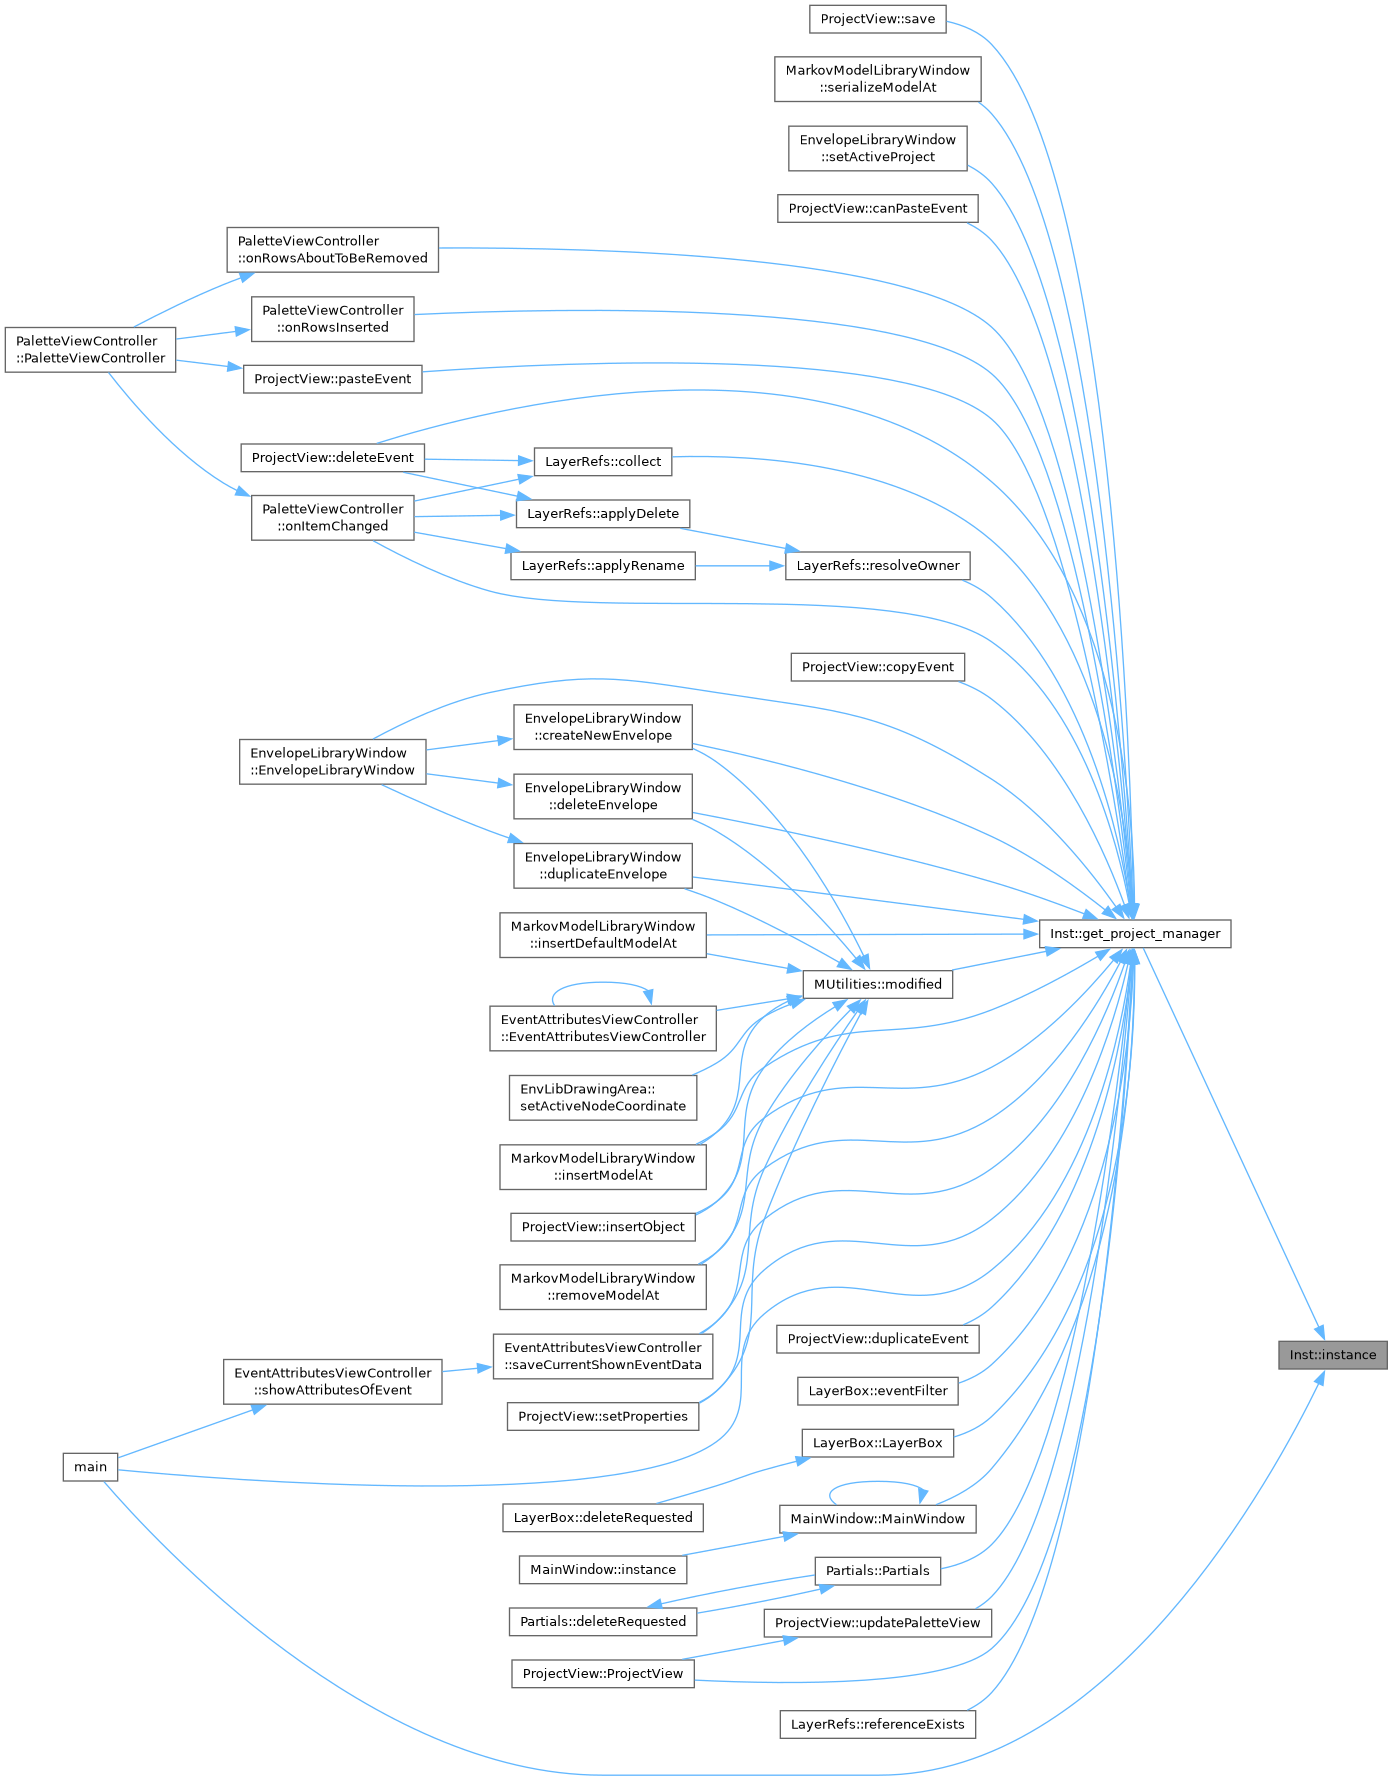 ProjectView::save
MarkovModelLibraryWindow
::serializeModelAt
EnvelopeLibraryWindow
::setActiveProject
ProjectView::canPasteEvent
PaletteViewController
::onRowsAboutToBeRemoved
PaletteViewController
::onRowsInserted
PaletteViewController
::PaletteViewController
ProjectView::pasteEvent
ProjectView::deleteEvent
LayerRefs::collect
PaletteViewController
::onItemChanged
LayerRefs::applyDelete
LayerRefs::applyRename
LayerRefs::resolveOwner
ProjectView::copyEvent
EnvelopeLibraryWindow
::createNewEnvelope
EnvelopeLibraryWindow
::EnvelopeLibraryWindow
EnvelopeLibraryWindow
::deleteEnvelope
EnvelopeLibraryWindow
::duplicateEnvelope
MarkovModelLibraryWindow
::insertDefaultModelAt
Inst::get_project_manager
MUtilities::modified
EventAttributesViewController
::EventAttributesViewController
EnvLibDrawingArea::
setActiveNodeCoordinate
MarkovModelLibraryWindow
::insertModelAt
ProjectView::insertObject
MarkovModelLibraryWindow
::removeModelAt
ProjectView::duplicateEvent
EventAttributesViewController
::saveCurrentShownEventData
Inst::instance
EventAttributesViewController
::showAttributesOfEvent
LayerBox::eventFilter
ProjectView::setProperties
LayerBox::LayerBox
main
LayerBox::deleteRequested
MainWindow::MainWindow
MainWindow::instance
Partials::Partials
Partials::deleteRequested
ProjectView::updatePaletteView
ProjectView::ProjectView
LayerRefs::referenceExists